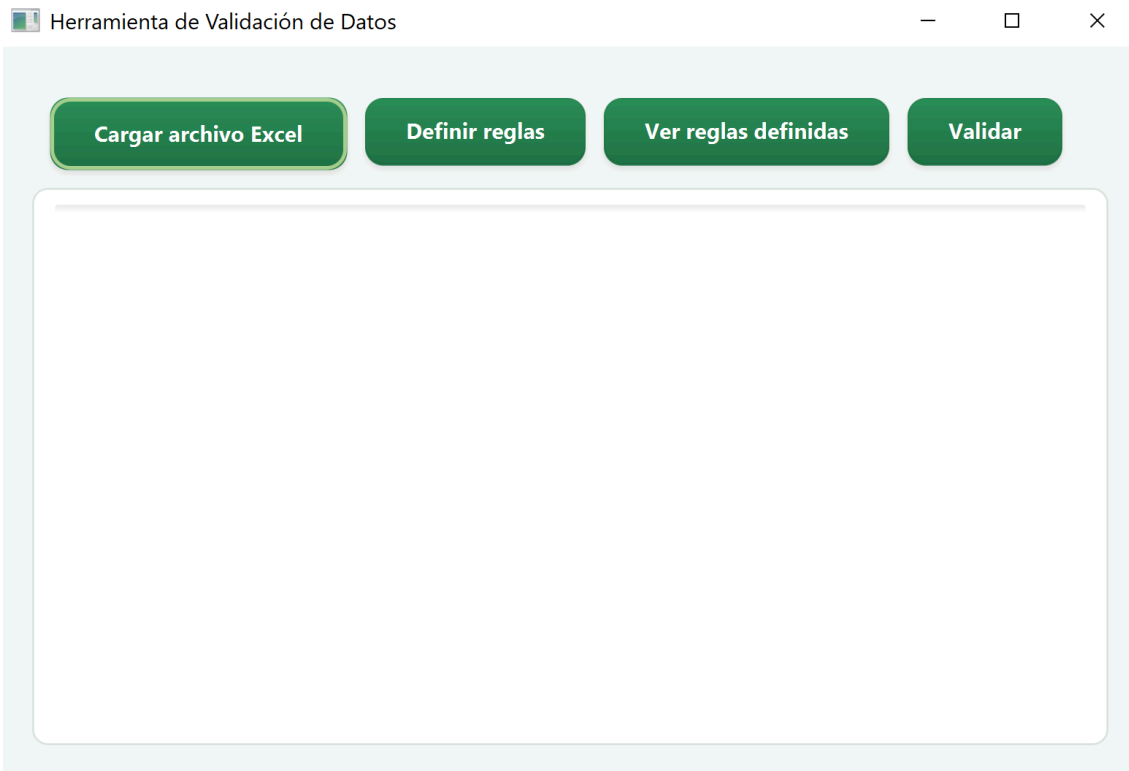 Herramienta de Validación de Datos
Cargar archivo Excel
Definir reglas
Ver reglas definidas
Validar